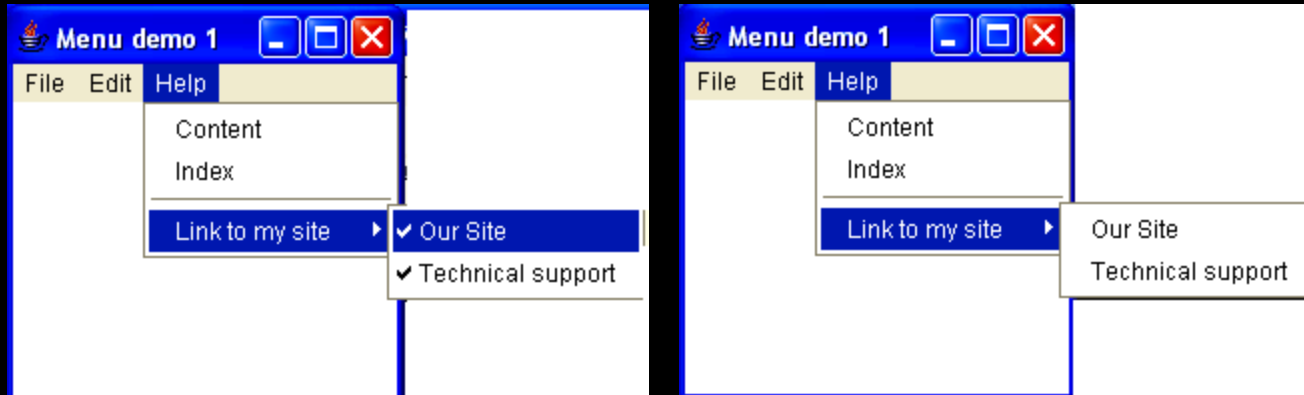 Menu demo 1
File Edit Help
Content
Index
Link to my site
Our Site
Technical support
Menu demo 1
File Edit Help
Content
Index
Link to my site
Our Site
Technical support